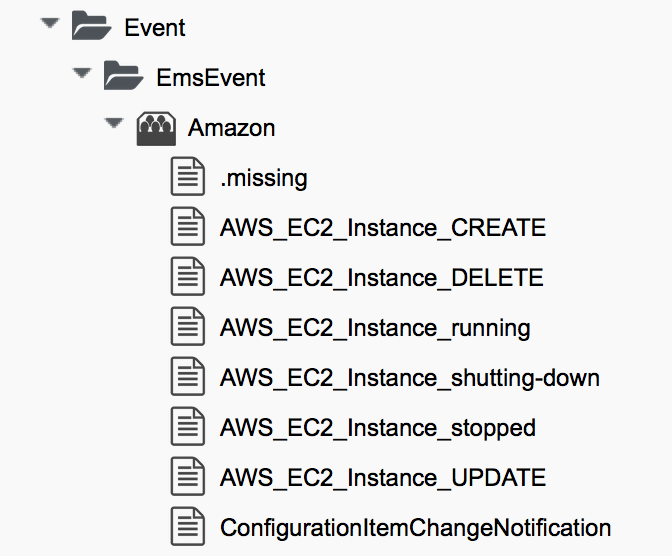 Event
EmsEvent
Amazon
.missing
AWS_EC2_Instance_CREATE
AWS_EC2_Instance_DELETE
AWS_EC2_Instance_running
AWS_EC2_Instance_shutting-down
AWS_EC2_Instance_stopped
AWS_EC2_Instance_UPDATE
ConfigurationItemChangeNotification